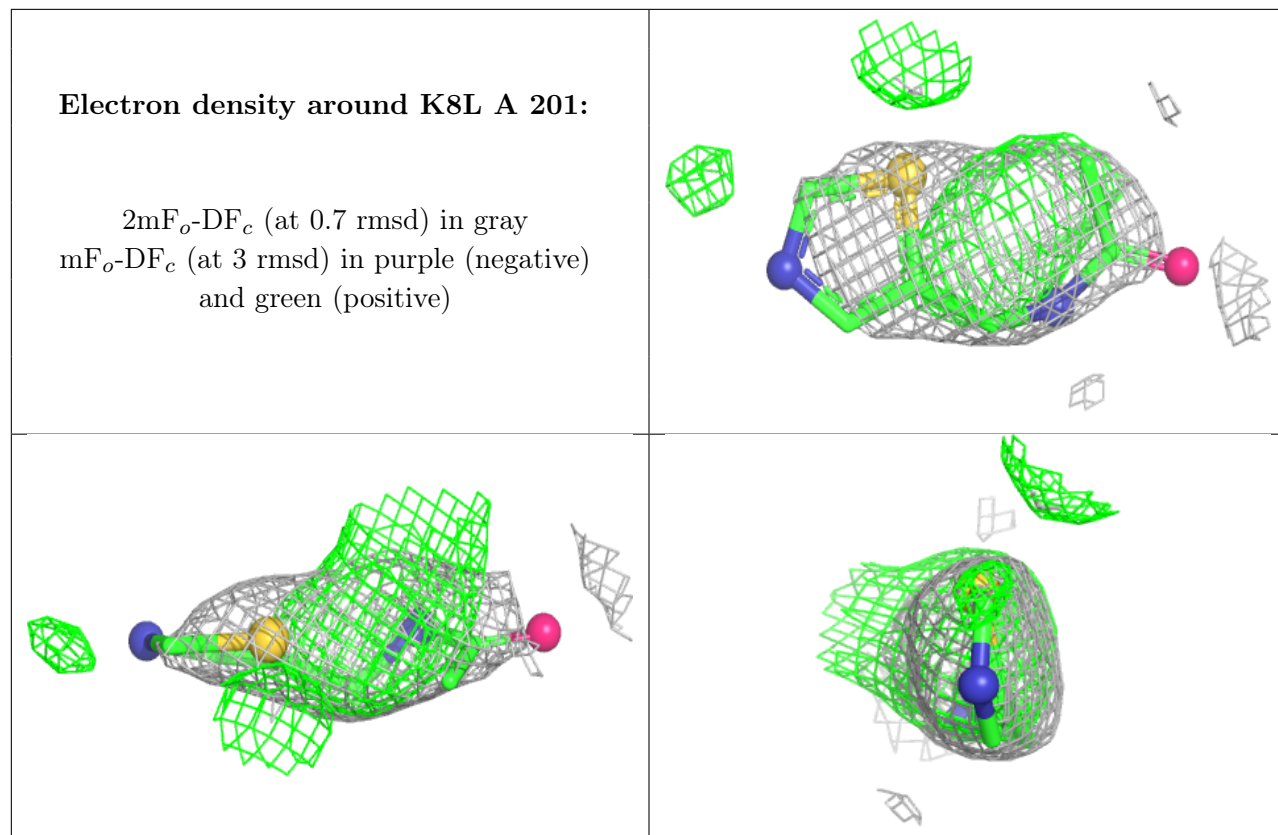 Electron density around K8L A 201:
2mFₒ-DF𝒸 (at 0.7 rmsd) in gray
mFₒ-DF𝒸 (at 3 rmsd) in purple (negative)
and green (positive)